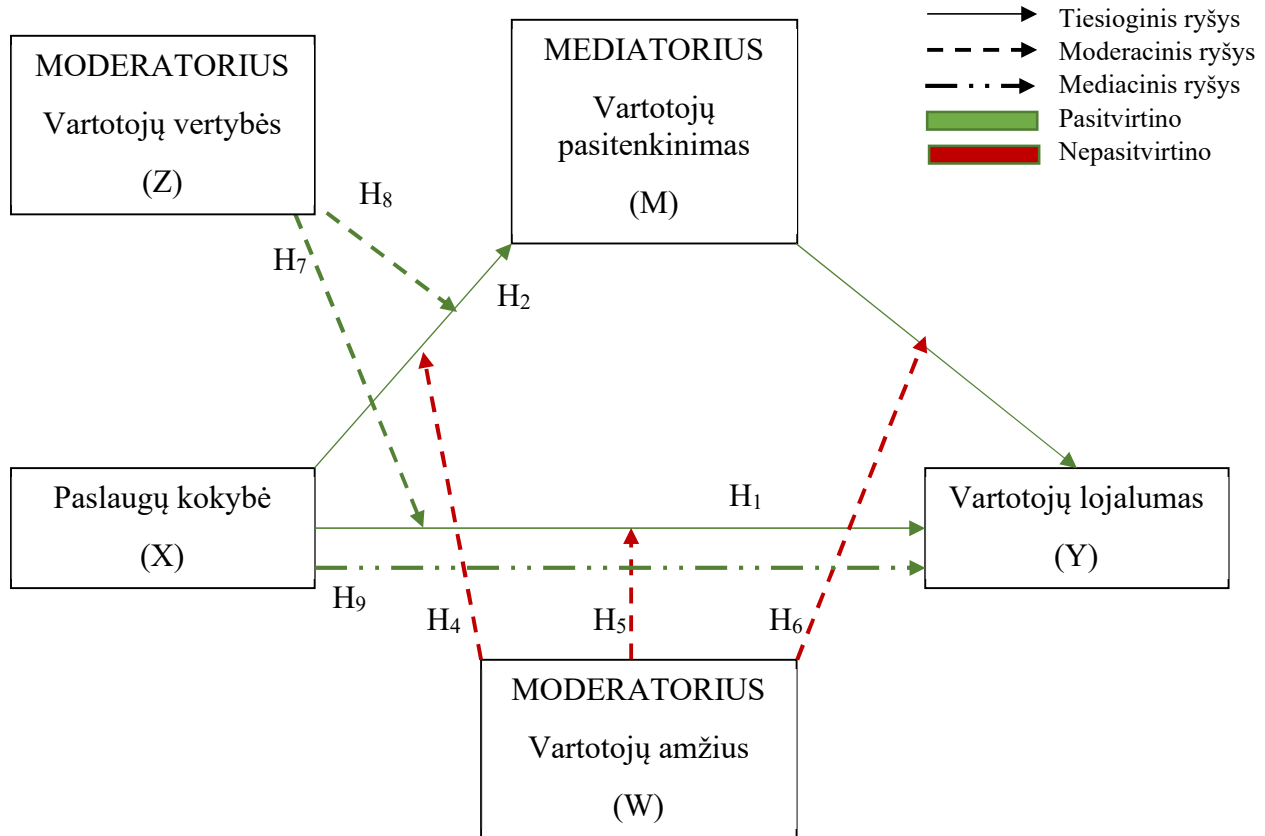 MODERATORIUS
Vartotojų vertybės
(Z)
MEDIATORIUS
Vartotojų
pasitenkinimas
(M)
Tiesioginis ryšys
Moderacinis ryšys
Mediacinis ryšys
Pasitvirtino
Nepasitvirtino
H₈
H₇
H₂
Paslaugų kokybė
(X)
H₁
Vartotojų lojalumas
(Y)
H₉
H₄
H₅
H₆
MODERATORIUS
Vartotojų amžius
(W)